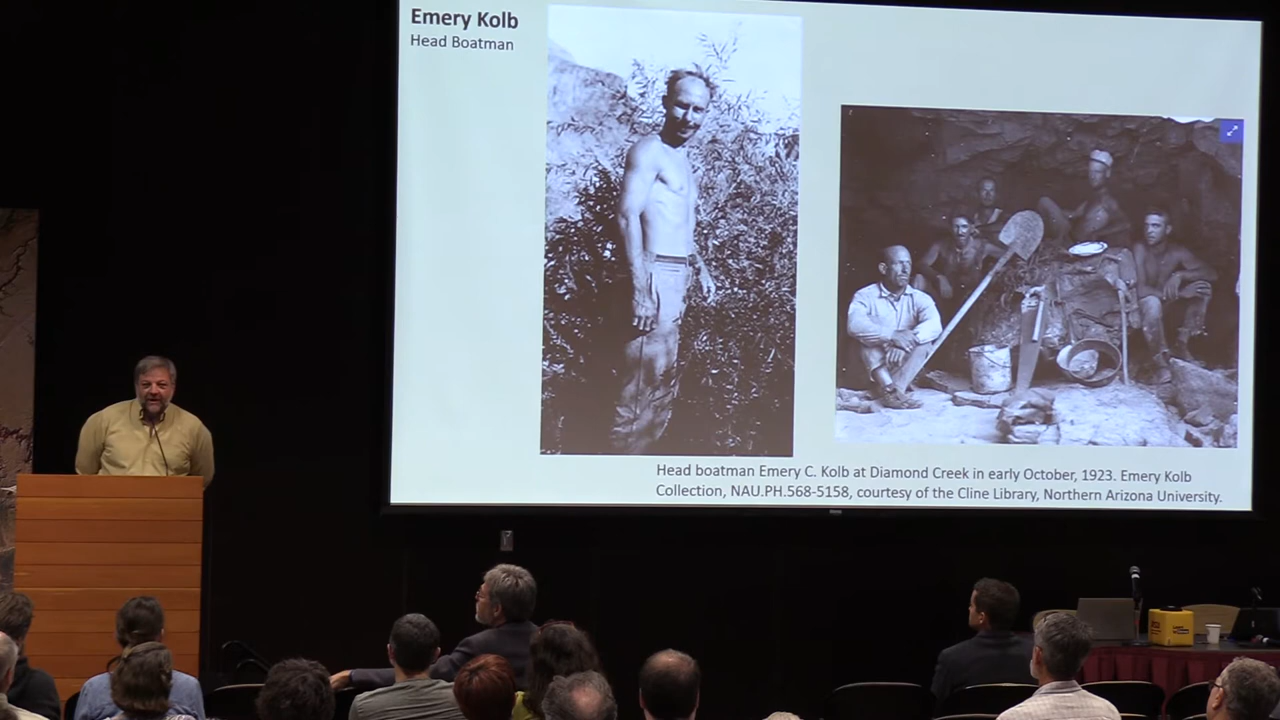 Emery Kolb
Head Boatman
Head boatman Emery C. Kolb at Diamond Creek in early October, 1923. Emery Kolb
Collection, NAU.PH.568-5158, courtesy of the Cline Library, Northern Arizona University.